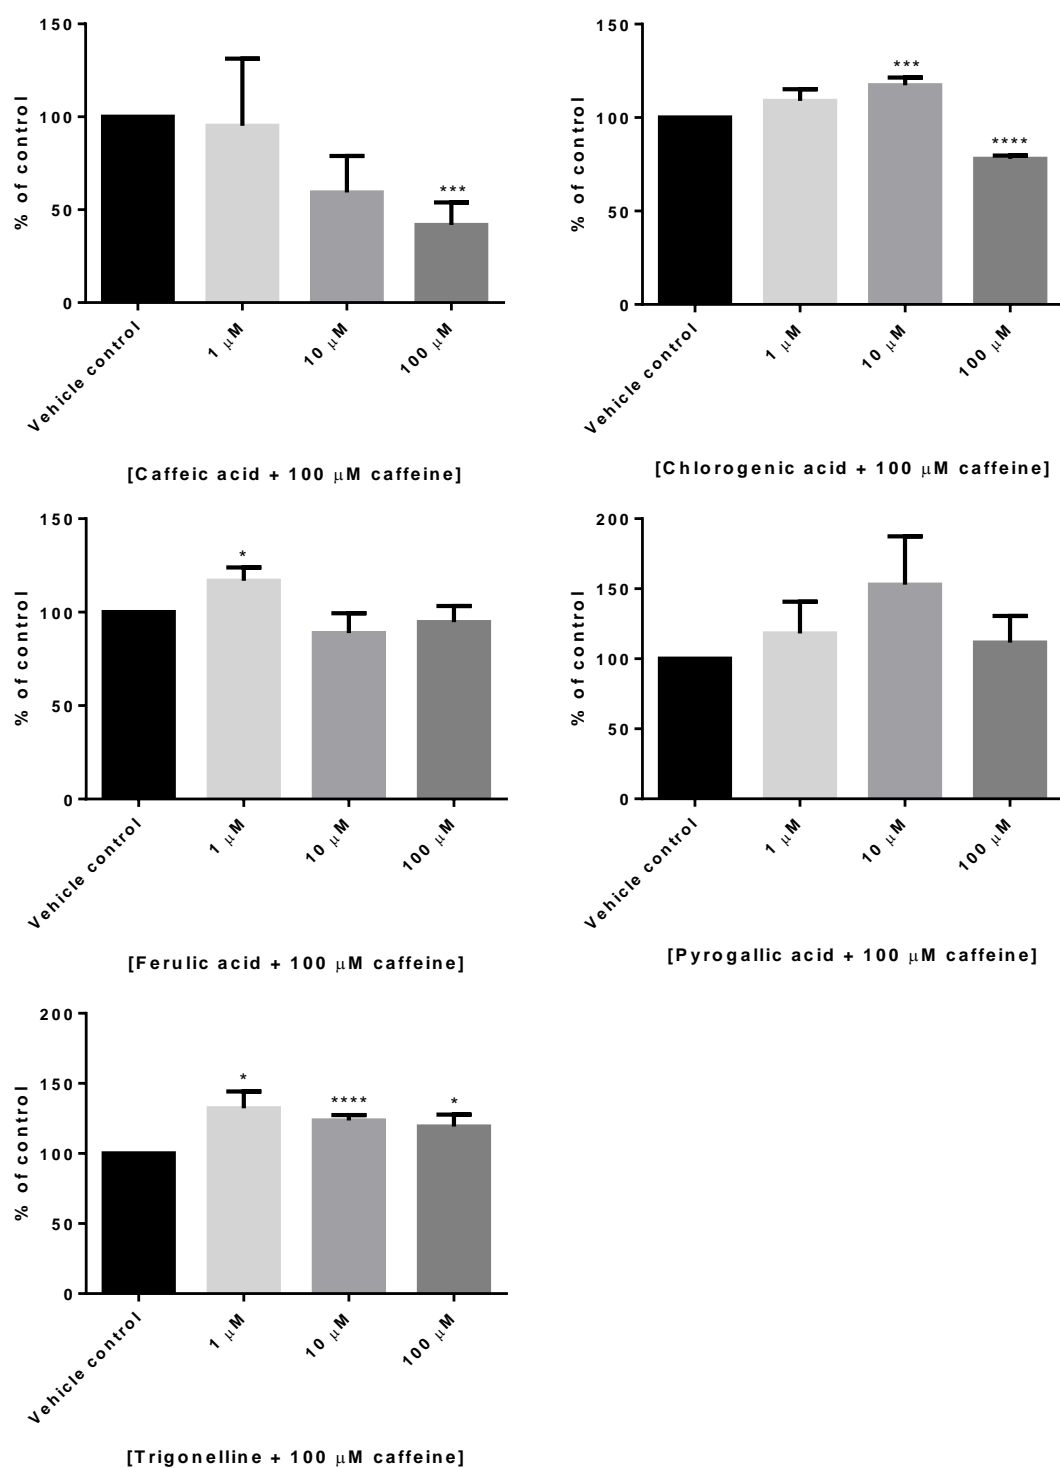 150
100
50
0
% of control
***
Vehicle control
1 μM
10 μM
100 μM
[Caffeic acid + 100 μM caffeine]
150
100
50
0
% of control
***
****
Vehicle control
1 μM
10 μM
100 μM
[Chlorogenic acid + 100 μM caffeine]
150
100
50
0
% of control
*
Vehicle control
1 μM
10 μM
100 μM
[Ferulic acid + 100 μM caffeine]
200
150
100
50
0
% of control
Vehicle control
1 μM
10 μM
100 μM
[Pyrogallic acid + 100 μM caffeine]
200
150
100
50
0
% of control
*
****
*
Vehicle control
1 μM
10 μM
100 μM
[Trigonelline + 100 μM caffeine]